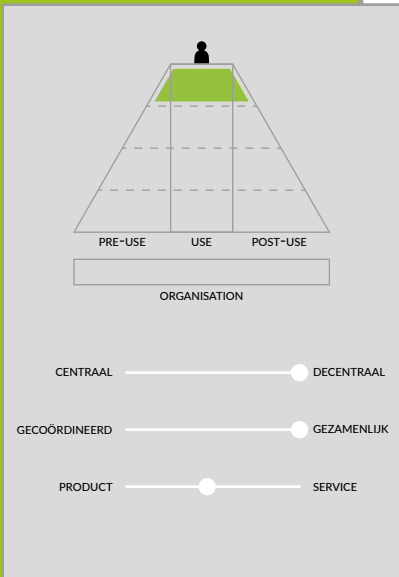 PRE-USE USE POST-USE
ORGANISATION
CENTRAAL DECENTRAAL
GECOÖRDINEERD GEZAMENLIJK
PRODUCT SERVICE